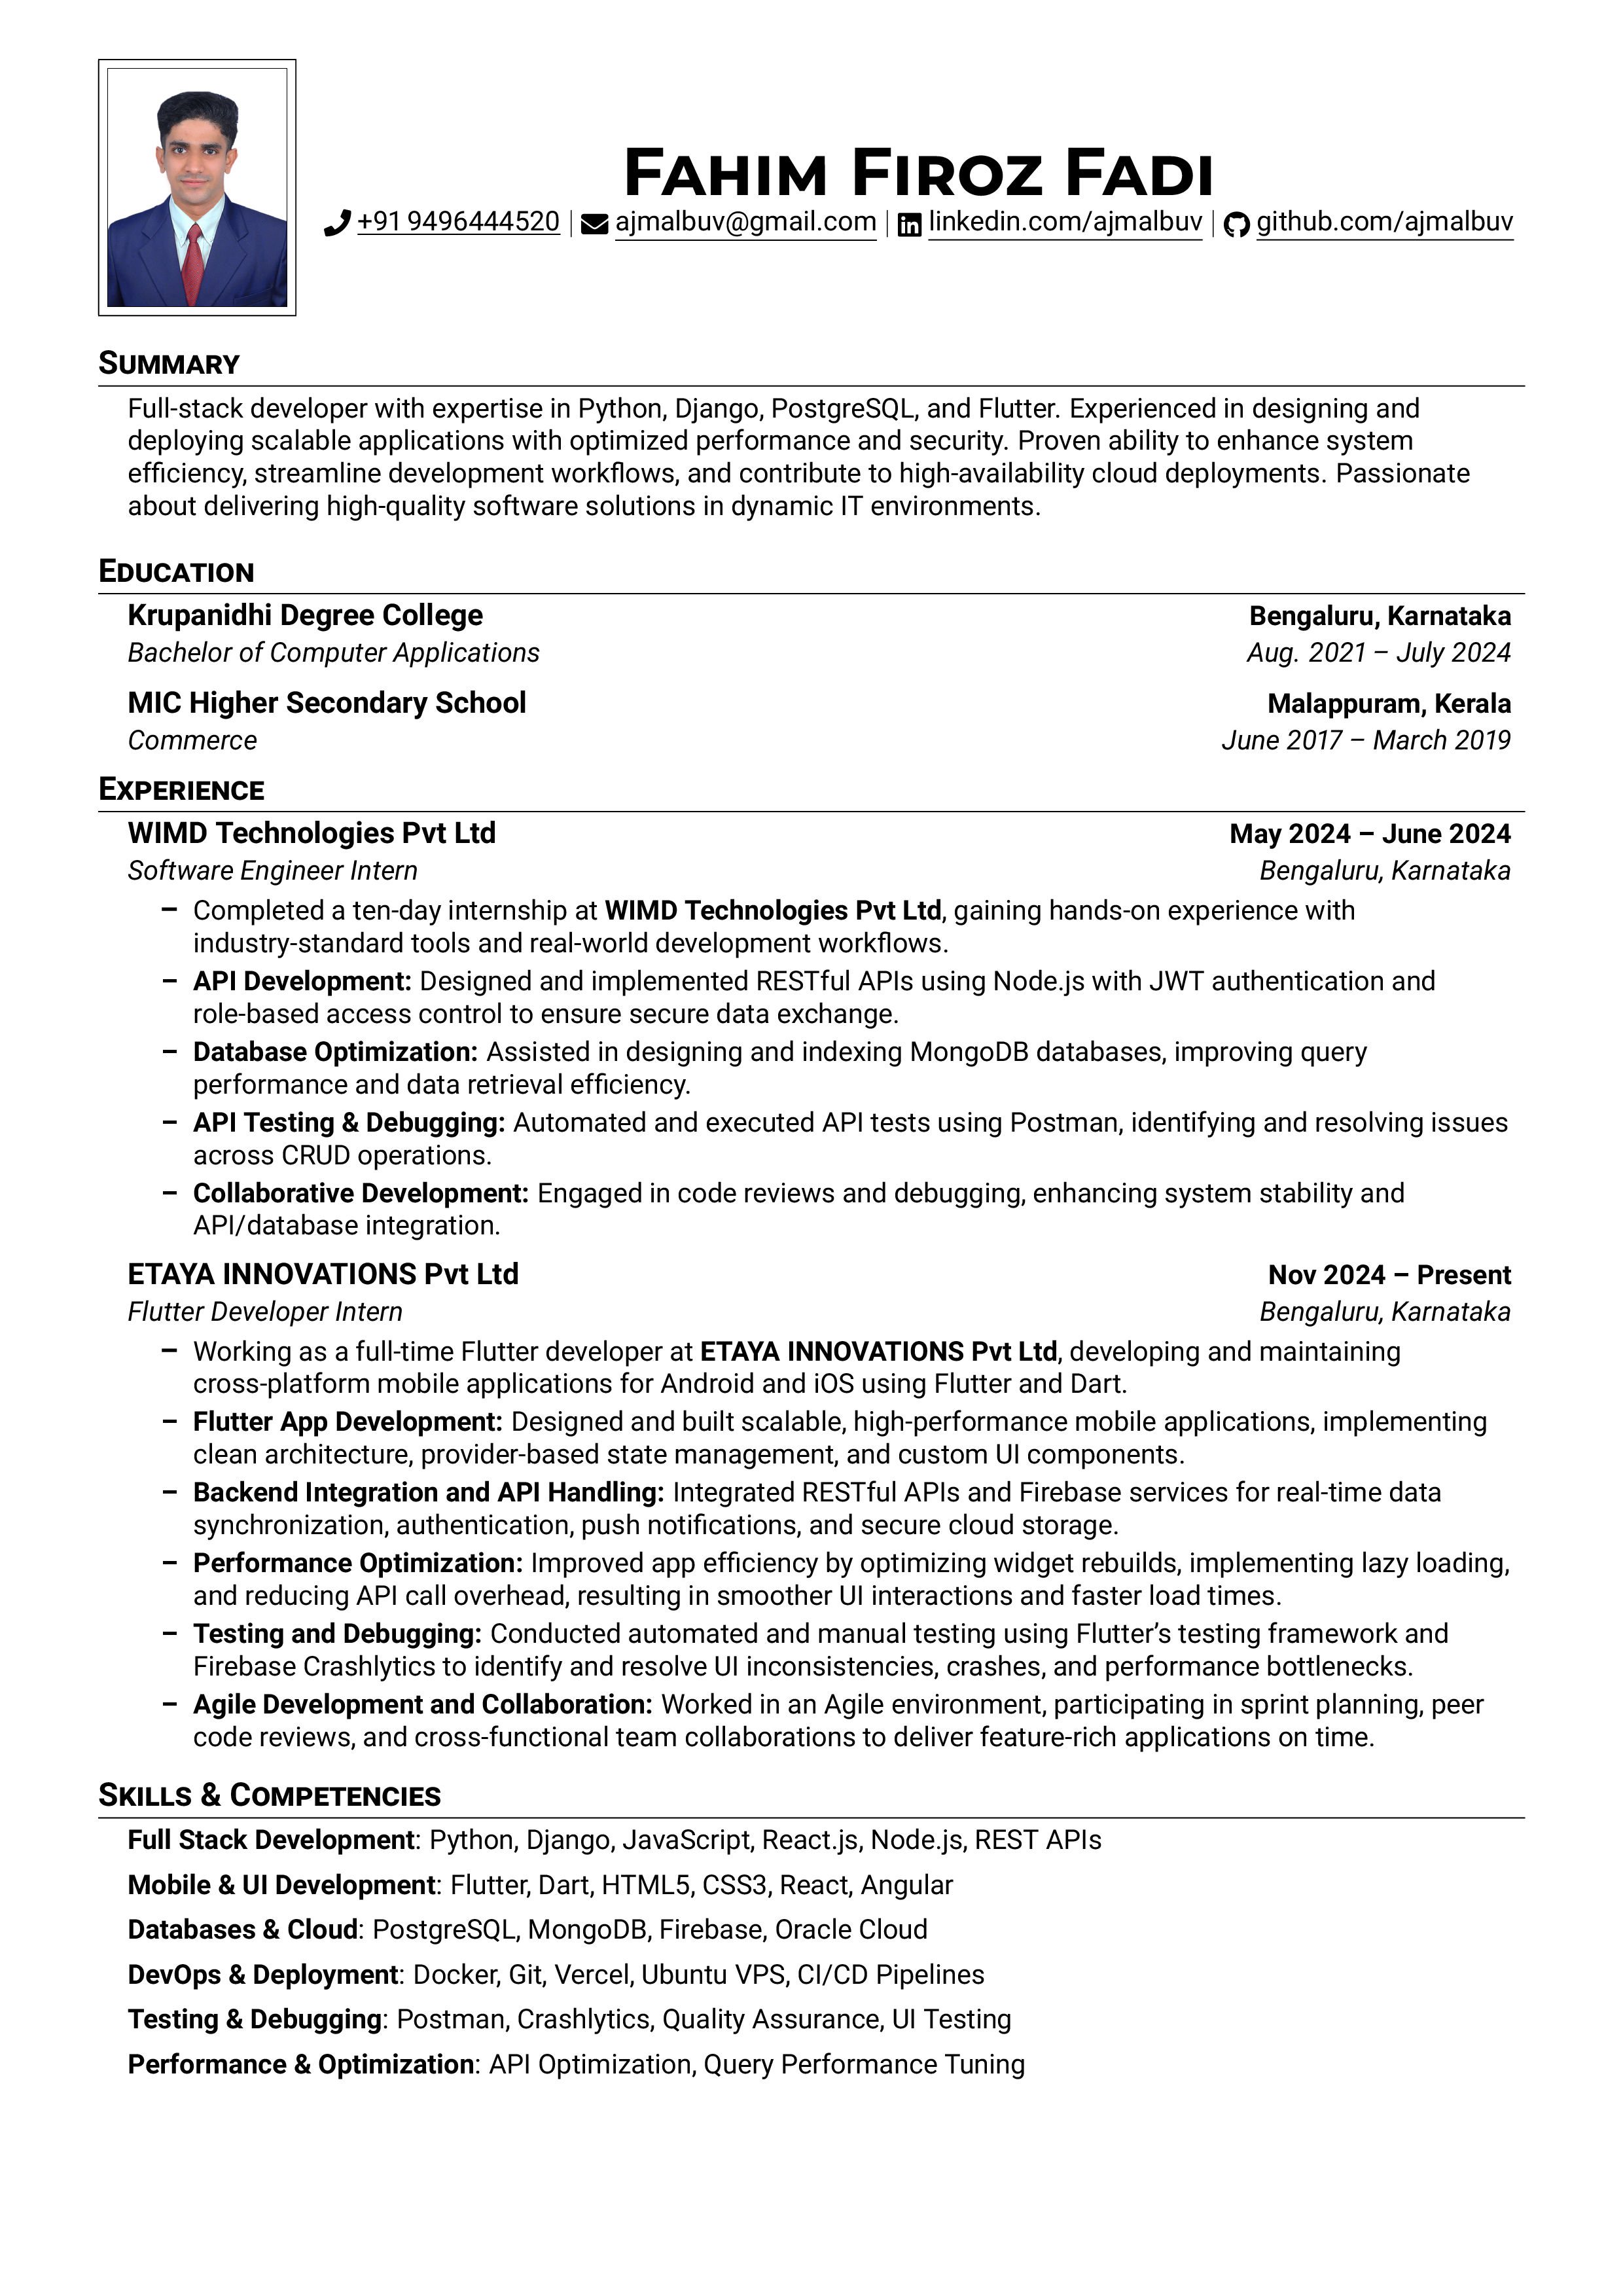 Fahim Firoz Fadi
+91 9496444520 | ajmalbuv@gmail.com | linkedin.com/ajmalbuv | github.com/ajmalbuv
Summary
Full-stack developer with expertise in Python, Django, PostgreSQL, and Flutter. Experienced in designing and
deploying scalable applications with optimized performance and security. Proven ability to enhance system
efficiency, streamline development workflows, and contribute to high-availability cloud deployments. Passionate
about delivering high-quality software solutions in dynamic IT environments.
Education
Krupanidhi Degree College Bengaluru, Karnataka
Bachelor of Computer Applications Aug. 2021 – July 2024
MIC Higher Secondary School Malappuram, Kerala
Commerce June 2017 – March 2019
Experience
WIMD Technologies Pvt Ltd May 2024 – June 2024
Software Engineer Intern Bengaluru, Karnataka
– Completed a ten-day internship at WIMD Technologies Pvt Ltd, gaining hands-on experience with
industry-standard tools and real-world development workflows.
– API Development: Designed and implemented RESTful APIs using Node.js with JWT authentication and
role-based access control to ensure secure data exchange.
– Database Optimization: Assisted in designing and indexing MongoDB databases, improving query
performance and data retrieval efficiency.
– API Testing & Debugging: Automated and executed API tests using Postman, identifying and resolving issues
across CRUD operations.
– Collaborative Development: Engaged in code reviews and debugging, enhancing system stability and
API/database integration.
ETAYA INNOVATIONS Pvt Ltd Nov 2024 – Present
Flutter Developer Intern Bengaluru, Karnataka
– Working as a full-time Flutter developer at ETAYA INNOVATIONS Pvt Ltd, developing and maintaining
cross-platform mobile applications for Android and iOS using Flutter and Dart.
– Flutter App Development: Designed and built scalable, high-performance mobile applications, implementing
clean architecture, provider-based state management, and custom UI components.
– Backend Integration and API Handling: Integrated RESTful APIs and Firebase services for real-time data
synchronization, authentication, push notifications, and secure cloud storage.
– Performance Optimization: Improved app efficiency by optimizing widget rebuilds, implementing lazy loading,
and reducing API call overhead, resulting in smoother UI interactions and faster load times.
– Testing and Debugging: Conducted automated and manual testing using Flutter’s testing framework and
Firebase Crashlytics to identify and resolve UI inconsistencies, crashes, and performance bottlenecks.
– Agile Development and Collaboration: Worked in an Agile environment, participating in sprint planning, peer
code reviews, and cross-functional team collaborations to deliver feature-rich applications on time.
Skills & Competencies
Full Stack Development: Python, Django, JavaScript, React.js, Node.js, REST APIs
Mobile & UI Development: Flutter, Dart, HTML5, CSS3, React, Angular
Databases & Cloud: PostgreSQL, MongoDB, Firebase, Oracle Cloud
DevOps & Deployment: Docker, Git, Vercel, Ubuntu VPS, CI/CD Pipelines
Testing & Debugging: Postman, Crashlytics, Quality Assurance, UI Testing
Performance & Optimization: API Optimization, Query Performance Tuning